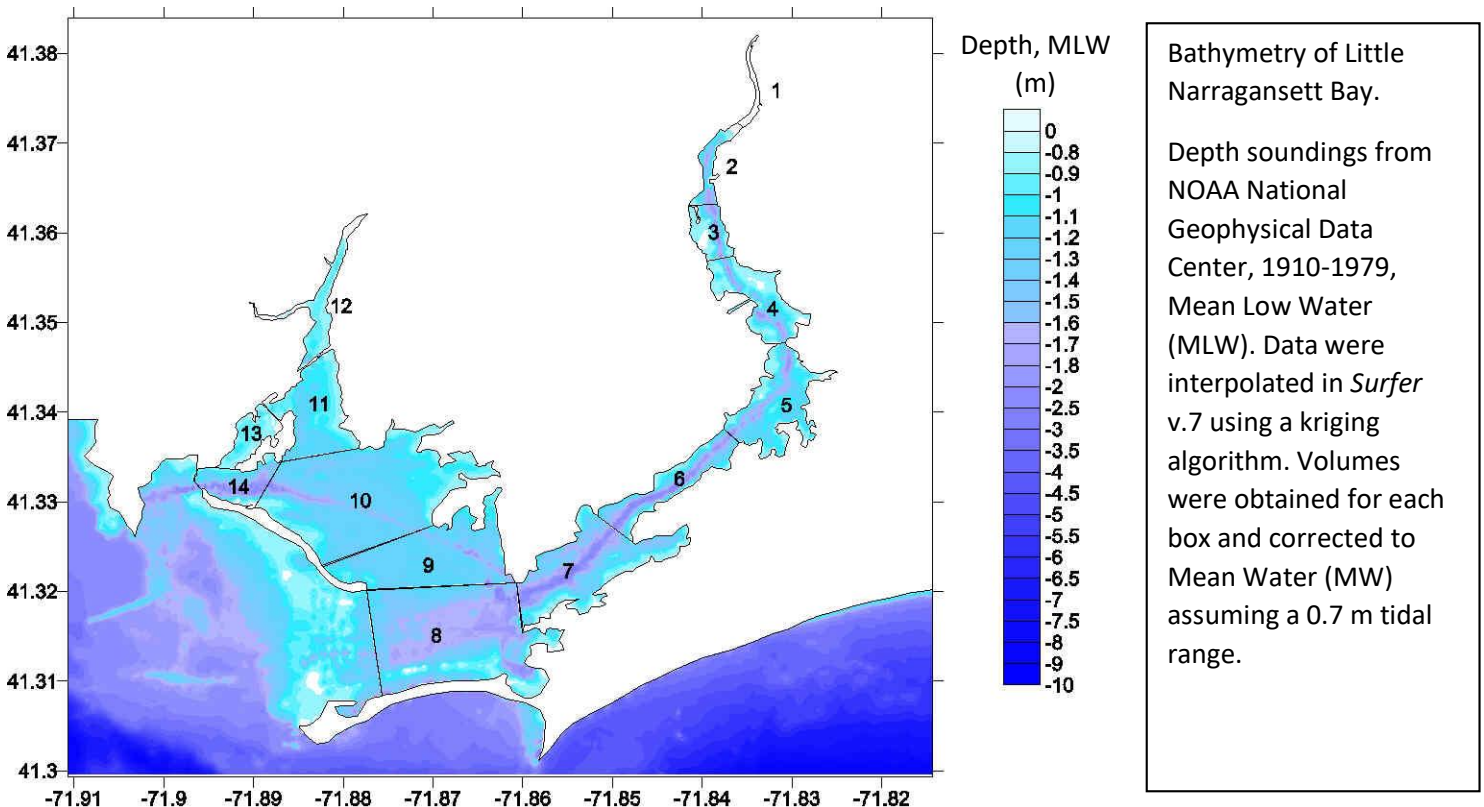 41.38
41.37
41.36
41.35
41.34
41.33
41.32
41.31
41.3
-71.91 -71.9 -71.89 -71.88 -71.87 -71.86 -71.85 -71.84 -71.83 -71.82
1
2
3
4
5
6
7
8
9
10
11
12
13
14
Depth, MLW
(m)
0
-0.8
-0.9
-1
-1.1
-1.2
-1.3
-1.4
-1.5
-1.6
-1.7
-1.8
-2
-2.5
-3
-3.5
-4
-4.5
-5
-6
-6.5
-7
-7.5
-8
-9
-10
Bathymetry of Little
Narragansett Bay.
Depth soundings from
NOAA National
Geophysical Data
Center, 1910-1979,
Mean Low Water
(MLW). Data were
interpolated in Surfer
v.7 using a kriging
algorithm. Volumes
were obtained for each
box and corrected to
Mean Water (MW)
assuming a 0.7 m tidal
range.